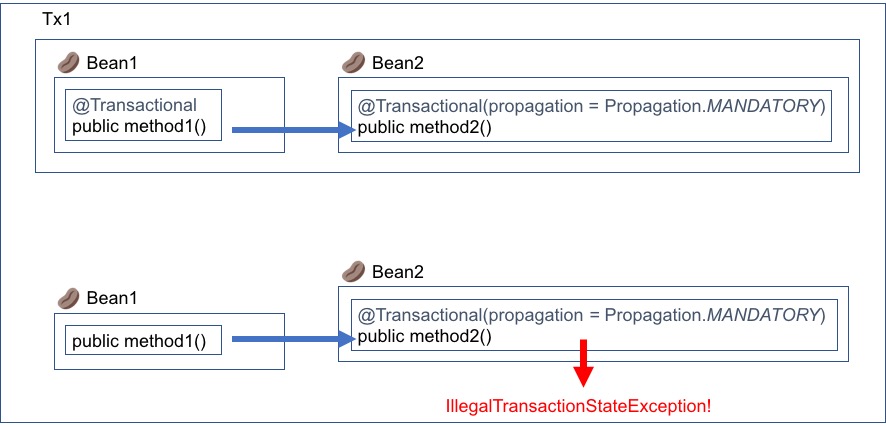 Tx1
Bean1
Bean2
@Transactional
public method1()
@Transactional(propagation = Propagation.MANDATORY)
public method2()
Bean1
Bean2
public method1()
@Transactional(propagation = Propagation.MANDATORY)
public method2()
IllegalTransactionStateException!